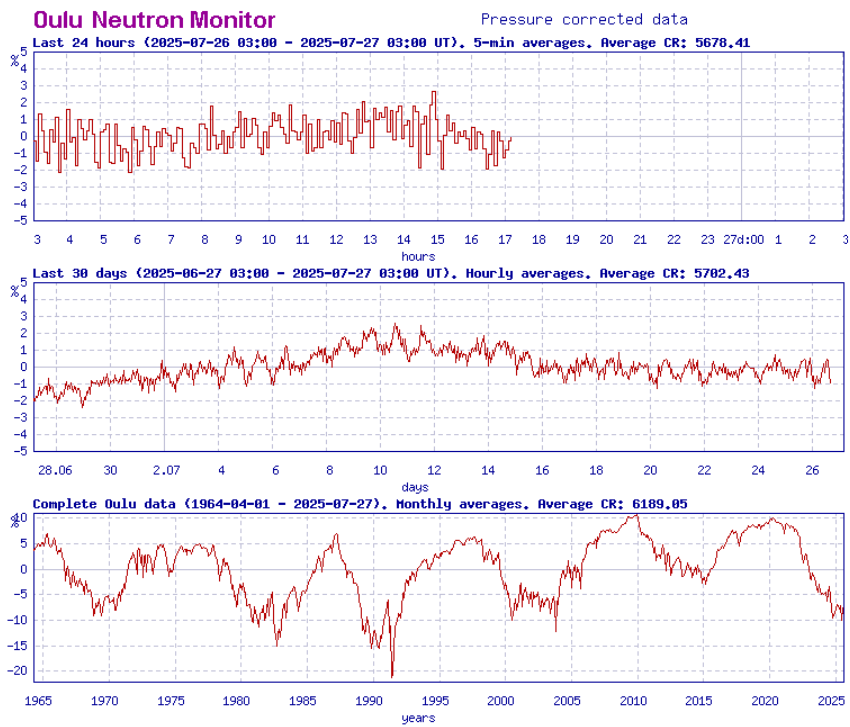 Oulu Neutron Monitor
Pressure corrected data
Last 24 hours (2025-07-26 03:00 - 2025-07-27 03:00 UT). 5-min averages. Average CR: 5678.41
%
5
4
3
2
1
0
-1
-2
-3
-4
-5
3 4 5 6 7 8 9 10 11 12 13 14 15 16 17 18 19 20 21 22 23 27d:00 1 2 3
hours
Last 30 days (2025-06-27 03:00 - 2025-07-27 03:00 UT). Hourly averages. Average CR: 5702.43
%
5
4
3
2
1
0
-1
-2
-3
-4
-5
28.06 30 2.07 4 6 8 10 12 14 16 18 20 22 24 26
days
Complete Oulu data (1964-04-01 - 2025-07-27). Monthly averages. Average CR: 6189.05
%
10
5
0
-5
-10
-15
-20
1965 1970 1975 1980 1985 1990 1995 2000 2005 2010 2015 2020 2025
years